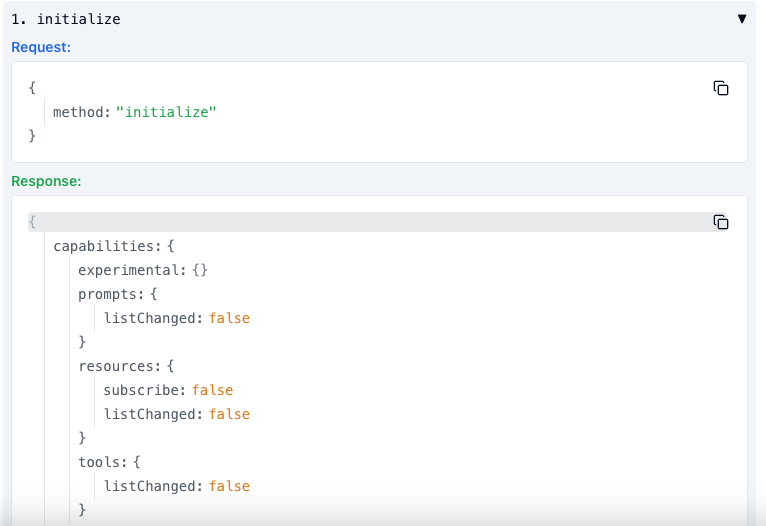 1. initialize ▼
Request:
{
method: "initialize"
}
Response:
{
capabilities: {
experimental: {}
prompts: {
listChanged: false
}
resources: {
subscribe: false
listChanged: false
}
tools: {
listChanged: false
}